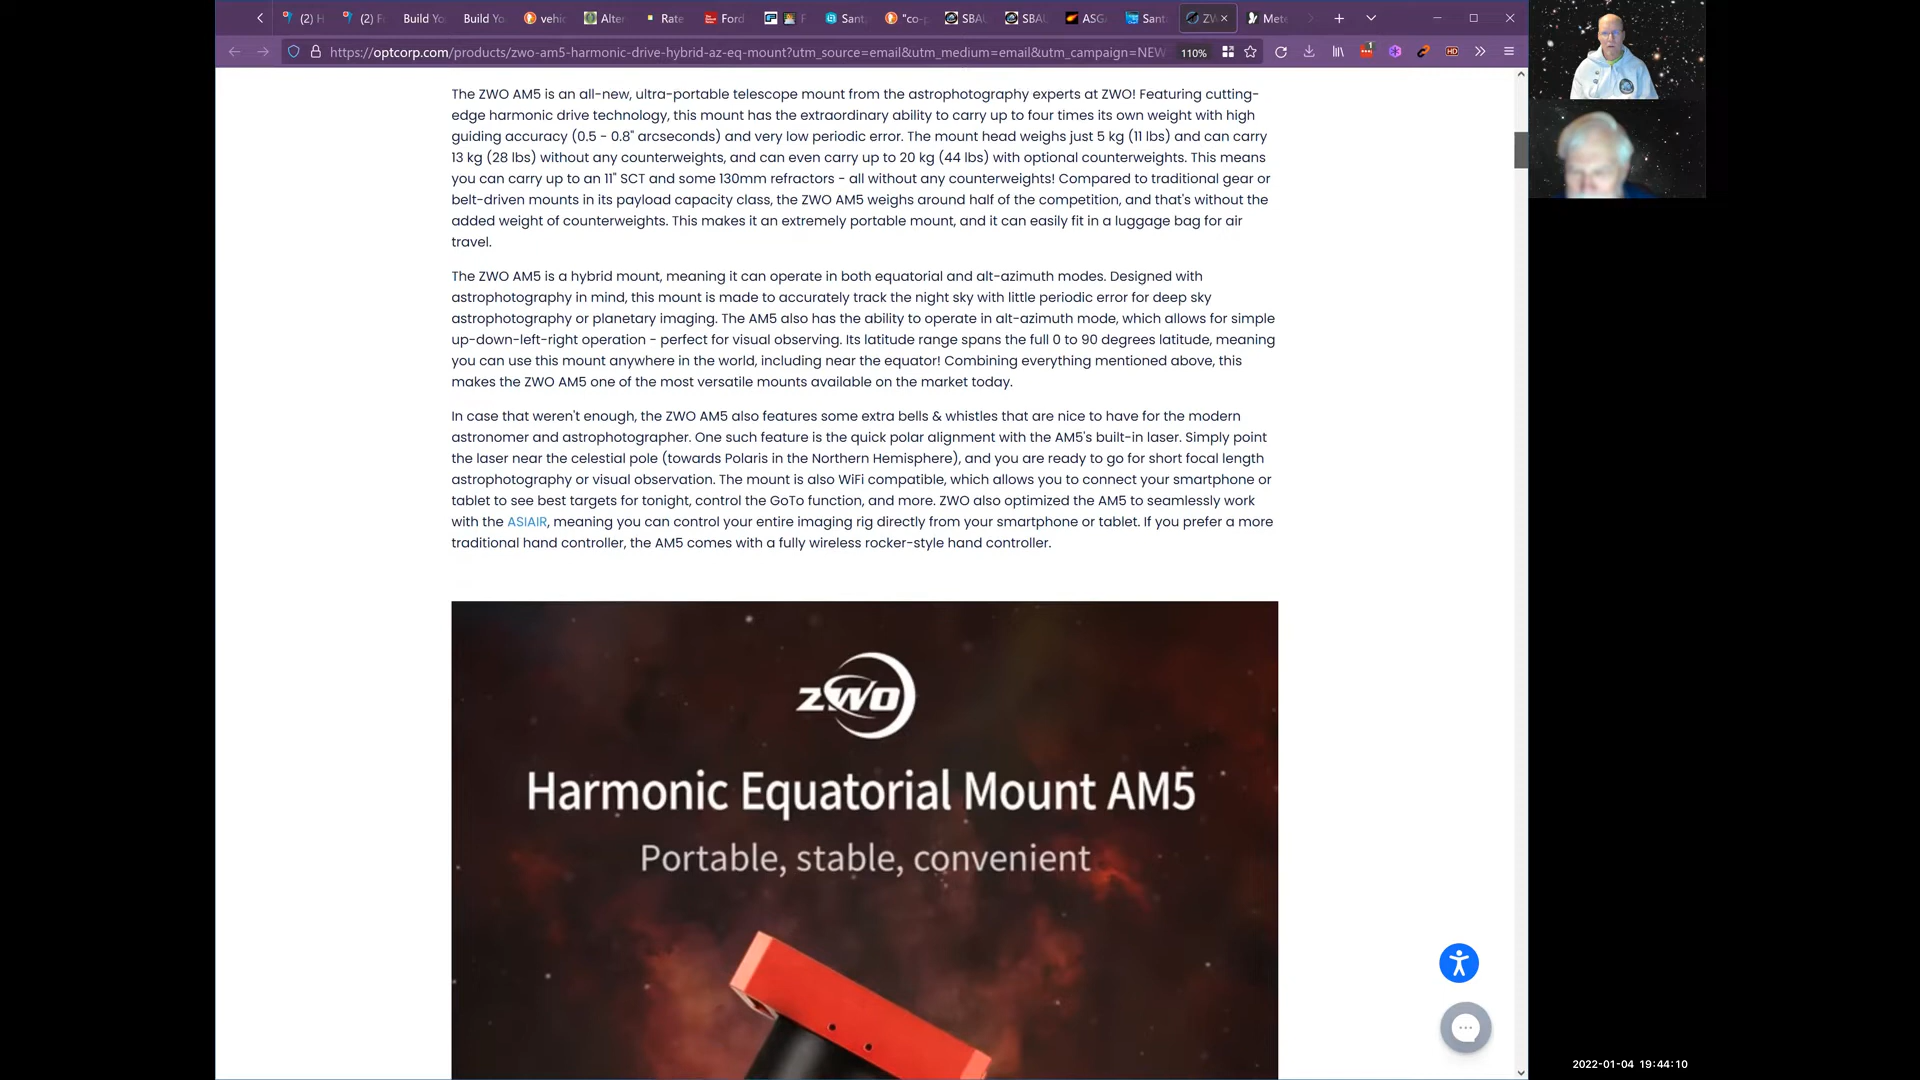 (2) H
(2) F
Build Yo
Build Yo
vehic
Alter
Rate
Ford
F
Sant
"co-p
SBAU
SBAU
ASG
Sant
ZW
Mete
https://optcorp.com/products/zwo-am5-harmonic-drive-hybrid-az-eq-mount?utm_source=email&utm_medium=email&utm_campaign=NEW
110%
1
HD
The ZWO AM5 is an all-new, ultra-portable telescope mount from the astrophotography experts at ZWO! Featuring cutting-
edge harmonic drive technology, this mount has the extraordinary ability to carry up to four times its own weight with high
guiding accuracy (0.5 - 0.8" arcseconds) and very low periodic error. The mount head weighs just 5 kg (11 lbs) and can carry
13 kg (28 lbs) without any counterweights, and can even carry up to 20 kg (44 lbs) with optional counterweights. This means
you can carry up to an 11" SCT and some 130mm refractors - all without any counterweights! Compared to traditional gear or
belt-driven mounts in its payload capacity class, the ZWO AM5 weighs around half of the competition, and that's without the
added weight of counterweights. This makes it an extremely portable mount, and it can easily fit in a luggage bag for air
travel.
The ZWO AM5 is a hybrid mount, meaning it can operate in both equatorial and alt-azimuth modes. Designed with
astrophotography in mind, this mount is made to accurately track the night sky with little periodic error for deep sky
astrophotography or planetary imaging. The AM5 also has the ability to operate in alt-azimuth mode, which allows for simple
up-down-left-right operation - perfect for visual observing. Its latitude range spans the full 0 to 90 degrees latitude, meaning
you can use this mount anywhere in the world, including near the equator! Combining everything mentioned above, this
makes the ZWO AM5 one of the most versatile mounts available on the market today.
In case that weren't enough, the ZWO AM5 also features some extra bells & whistles that are nice to have for the modern
astronomer and astrophotographer. One such feature is the quick polar alignment with the AM5's built-in laser. Simply point
the laser near the celestial pole (towards Polaris in the Northern Hemisphere), and you are ready to go for short focal length
astrophotography or visual observation. The mount is also WiFi compatible, which allows you to connect your smartphone or
tablet to see best targets for tonight, control the GoTo function, and more. ZWO also optimized the AM5 to seamlessly work
with the ASIAIR, meaning you can control your entire imaging rig directly from your smartphone or tablet. If you prefer a more
traditional hand controller, the AM5 comes with a fully wireless rocker-style hand controller.
ZWO
Harmonic Equatorial Mount AM5
Portable, stable, convenient
2022-01-04 19:44:10